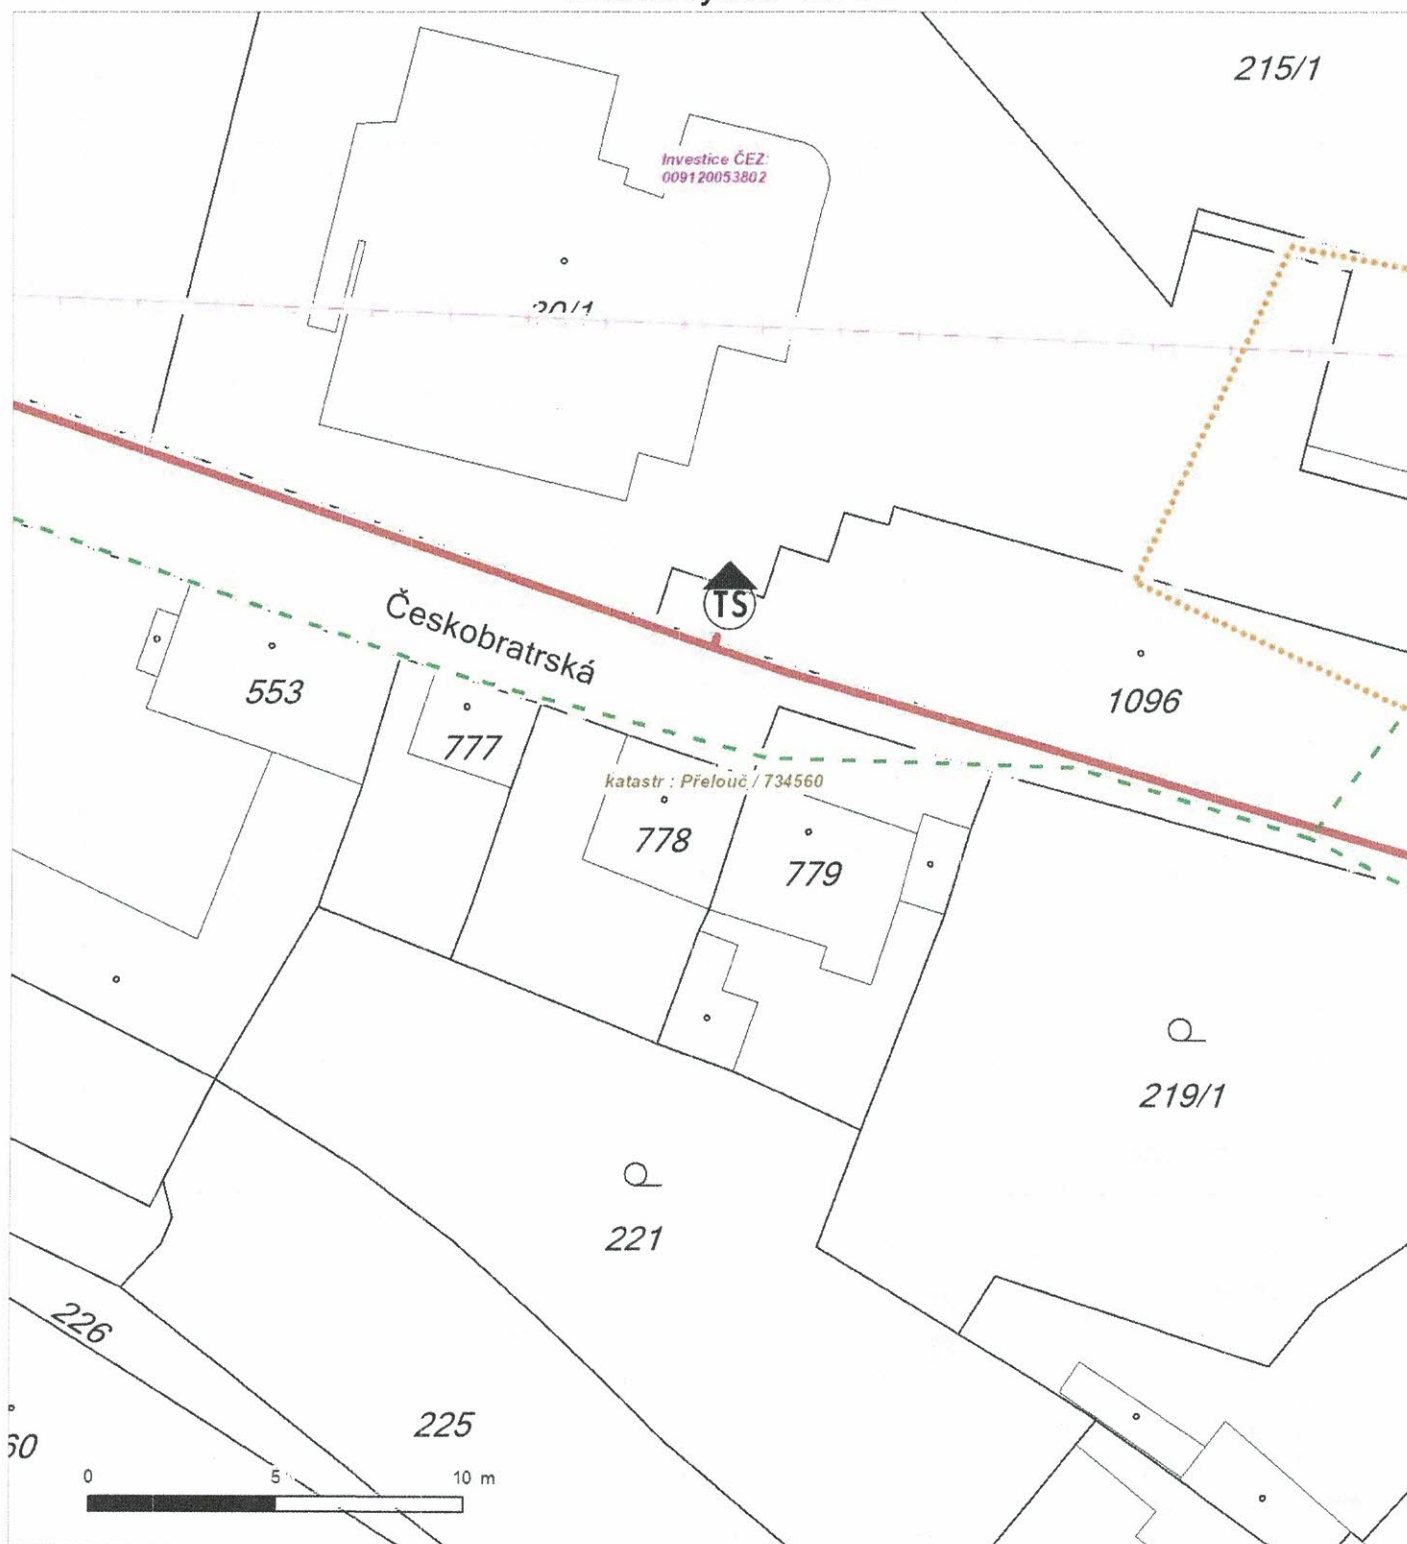 215/1
Investice ČEZ:
009120053802
TS
Českobratrská
553
777
1096
katastr : Přelouč / 734560
778
779
219/1
221
226
225
0 5 10 m